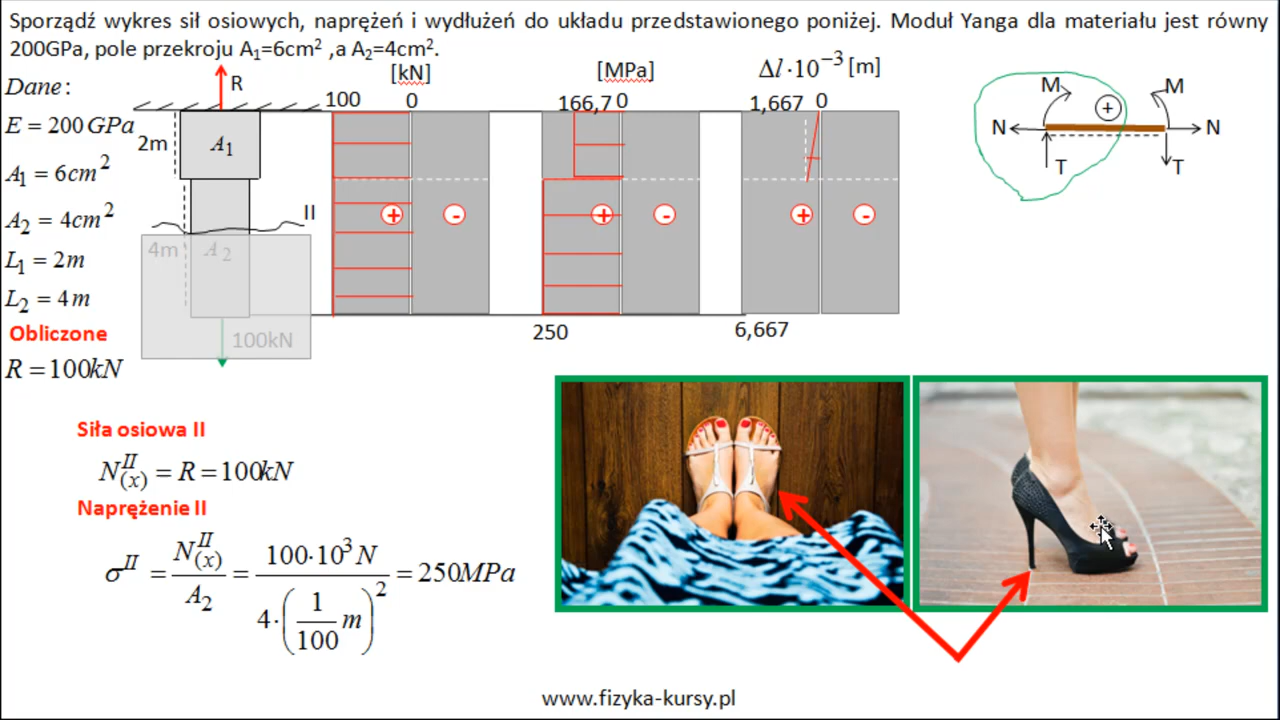 Sporządź wykres sił osiowych, naprężeń i wydłużeń do układu przedstawionego poniżej. Moduł Yanga dla materiału jest równy
200GPa, pole przekroju A₁=6cm² ,a A₂=4cm².
Dane:
R
[kN]
[MPa]
Δl·10⁻³ [m]
100 0
166,7 0
1,667 0
E = 200GPa
2m
A₁
A₁ = 6cm²
A₂ = 4cm²
II
4m
A₂
L₁ = 2m
L₂ = 4m
+ -
+ -
+ -
M
M
+
N
N
T
T
Obliczone
100kN
250
6,667
R = 100kN
Siła osiowa II
N^II_(x) = R = 100kN
Naprężenie II
σ^II = N^II_(x) / A₂ = 100·10³ N / 4·(1/100 m)² = 250MPa
www.fizyka-kursy.pl